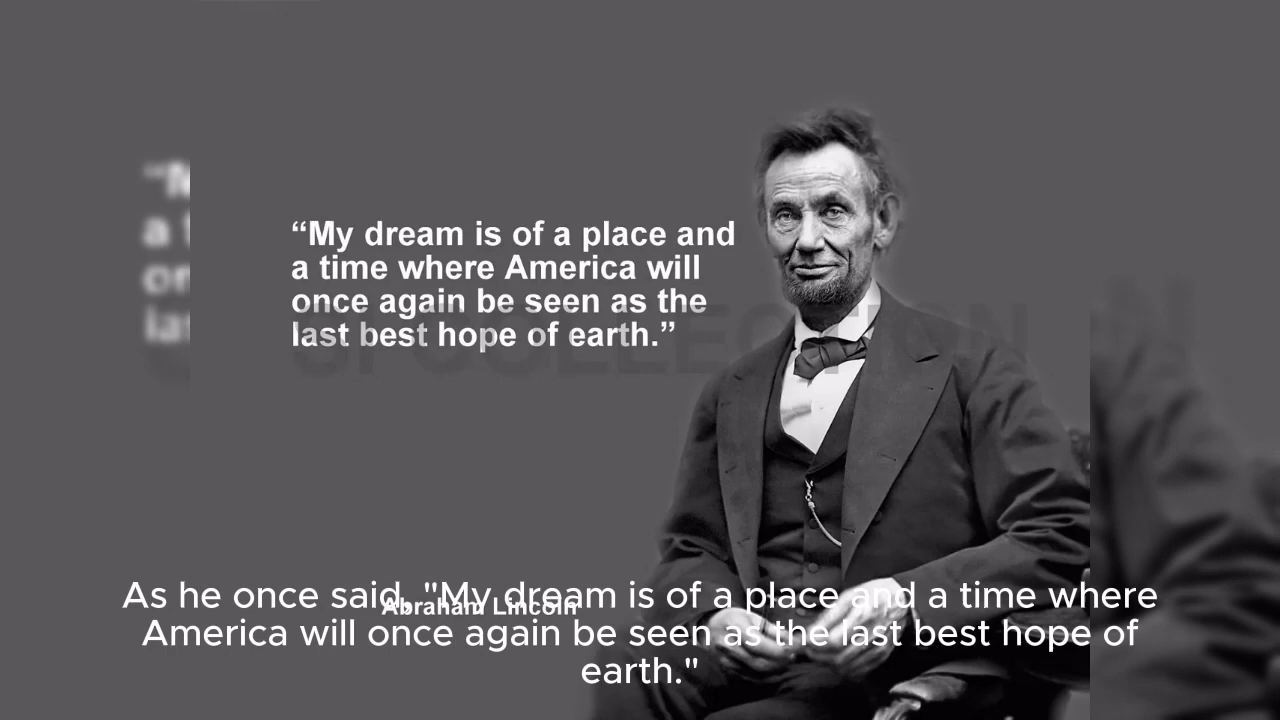 “My dream is of a place and
a time where America will
once again be seen as the
last best hope of earth.”
SPCOLLECTION
Abraham Lincoln
As he once said, "My dream is of a place and a time where
America will once again be seen as the last best hope of
earth."